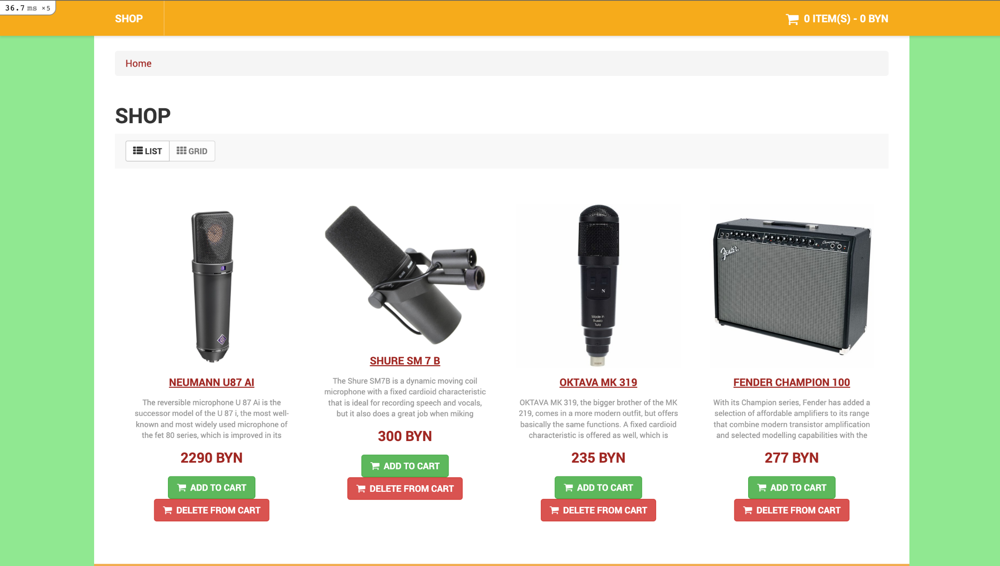 36.7 ms ×5
SHOP
0 ITEM(S) - 0 BYN
Home
SHOP
LIST
GRID
NEUMANN U87 AI
The reversible microphone U 87 Ai is the
successor model of the U 87 i, the most well-
known and most widely used microphone of
the fet 80 series, which is improved in its
2290 BYN
ADD TO CART
DELETE FROM CART
SHURE SM 7 B
The Shure SM7B is a dynamic moving coil
microphone with a fixed cardioid characteristic
that is ideal for recording speech and vocals,
but it also does a great job when miking
300 BYN
ADD TO CART
DELETE FROM CART
N
Made in
Russia
Tula
OKTAVA MK 319
OKTAVA MK 319, the bigger brother of the MK
219, comes in a more modern outfit, but offers
basically the same functions. A fixed cardioid
characteristic is offered as well, which is
235 BYN
ADD TO CART
DELETE FROM CART
Fender
Champion 100
FENDER CHAMPION 100
With its Champion series, Fender has added a
selection of affordable amplifiers to its range
that combine modern transistor amplification
and selected modelling capabilities with the
277 BYN
ADD TO CART
DELETE FROM CART